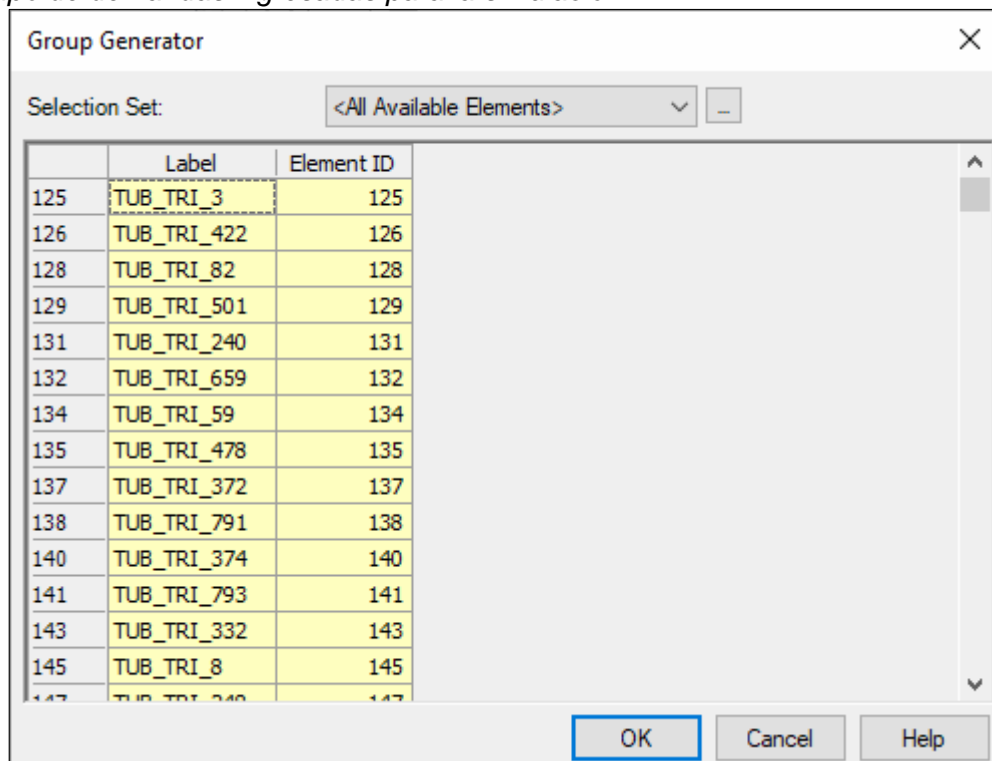 Group Generator
Selection Set: <All Available Elements> ...
Label Element ID
125 TUB_TRI_3 125
126 TUB_TRI_422 126
128 TUB_TRI_82 128
129 TUB_TRI_501 129
131 TUB_TRI_240 131
132 TUB_TRI_659 132
134 TUB_TRI_59 134
135 TUB_TRI_478 135
137 TUB_TRI_372 137
138 TUB_TRI_791 138
140 TUB_TRI_374 140
141 TUB_TRI_793 141
143 TUB_TRI_332 143
145 TUB_TRI_8 145
OK Cancel Help